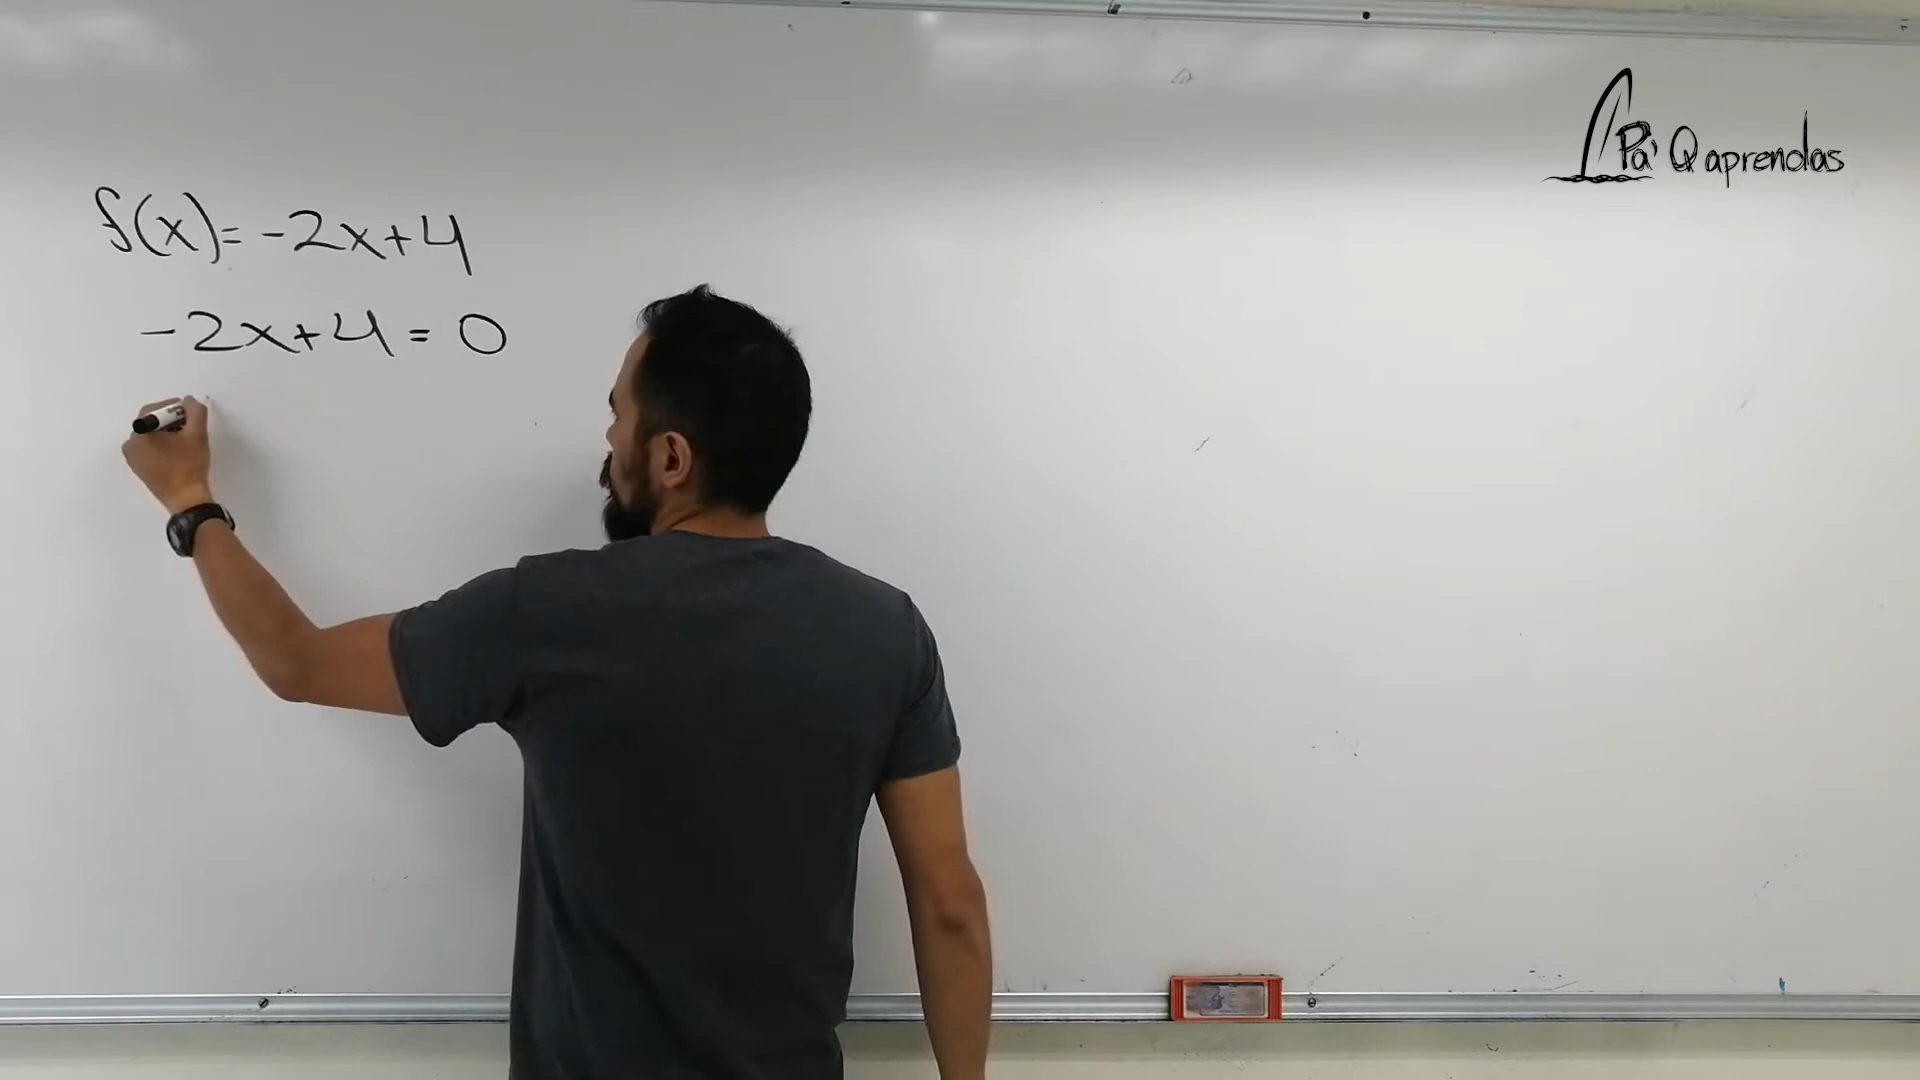 Pa' Q aprendas
f(x)= -2x+4
-2x+4 = 0